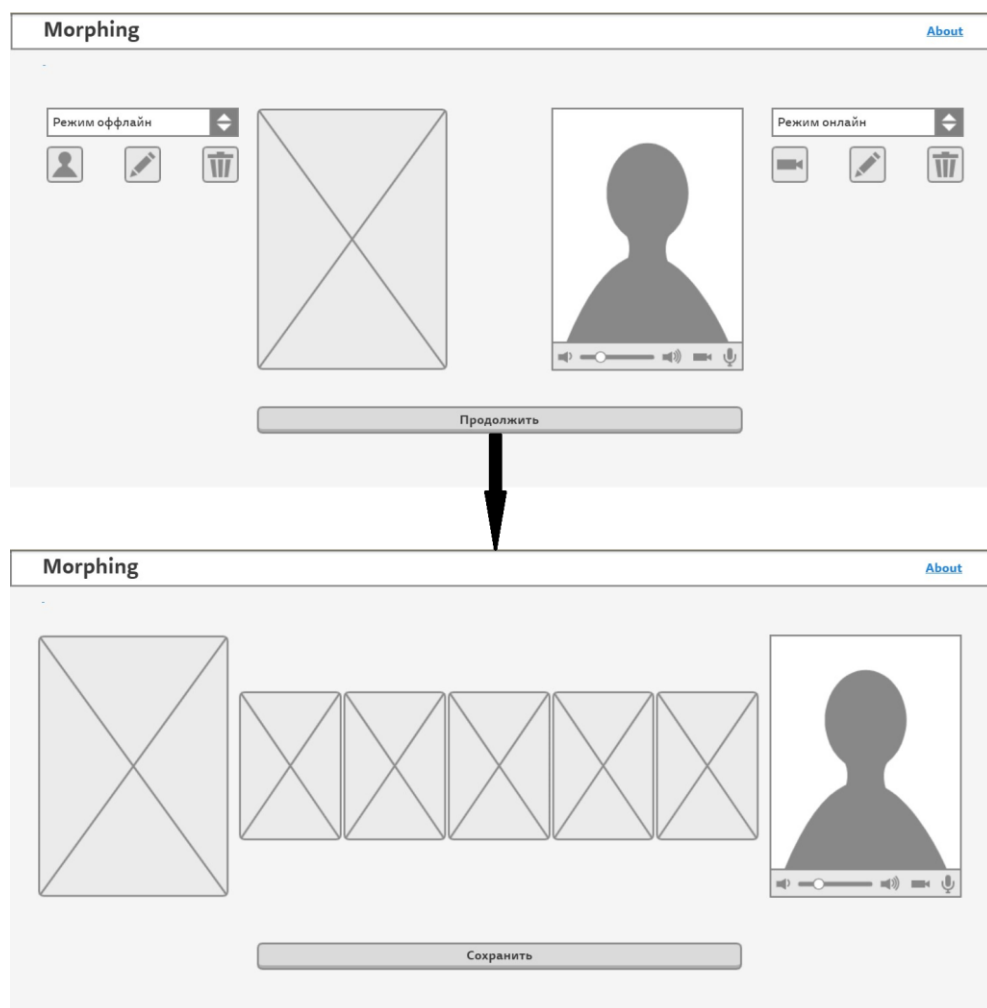 Morphing
About
Режим оффлайн
Режим онлайн
Продолжить
Morphing
About
Сохранить